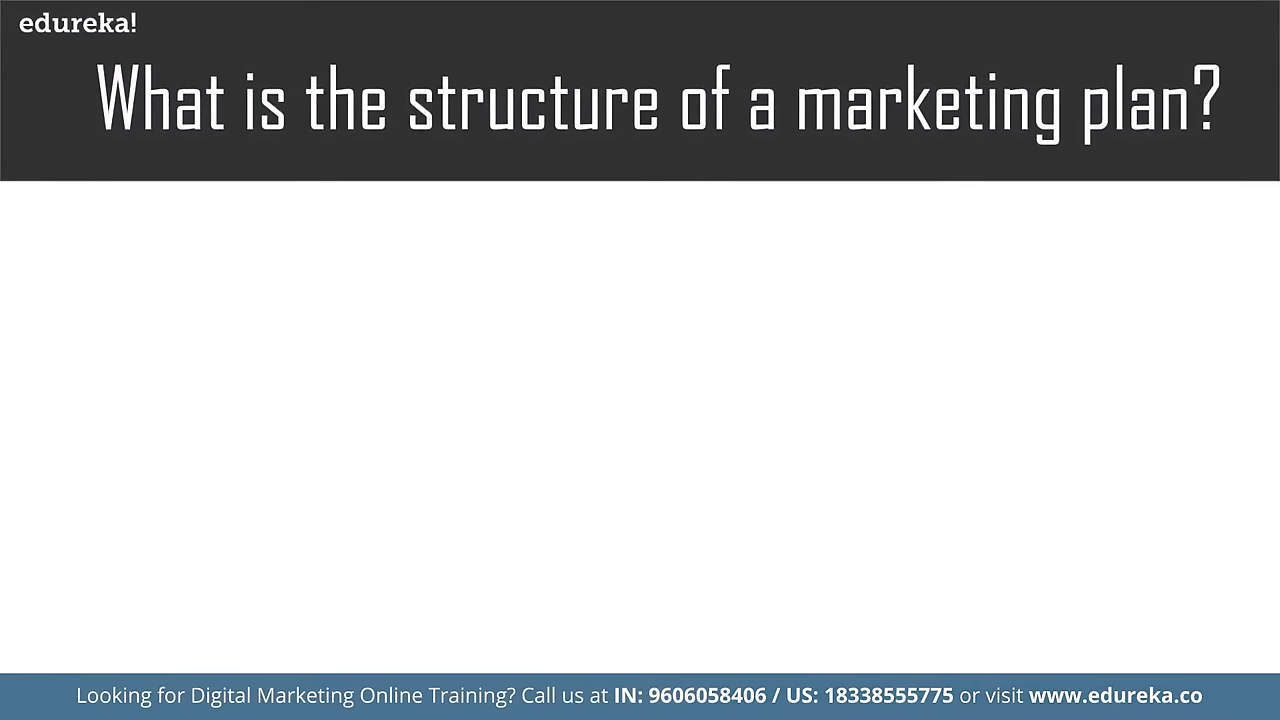 edureka!
What is the structure of a marketing plan?
Looking for Digital Marketing Online Training? Call us at IN: 9606058406 / US: 18338555775 or visit www.edureka.co